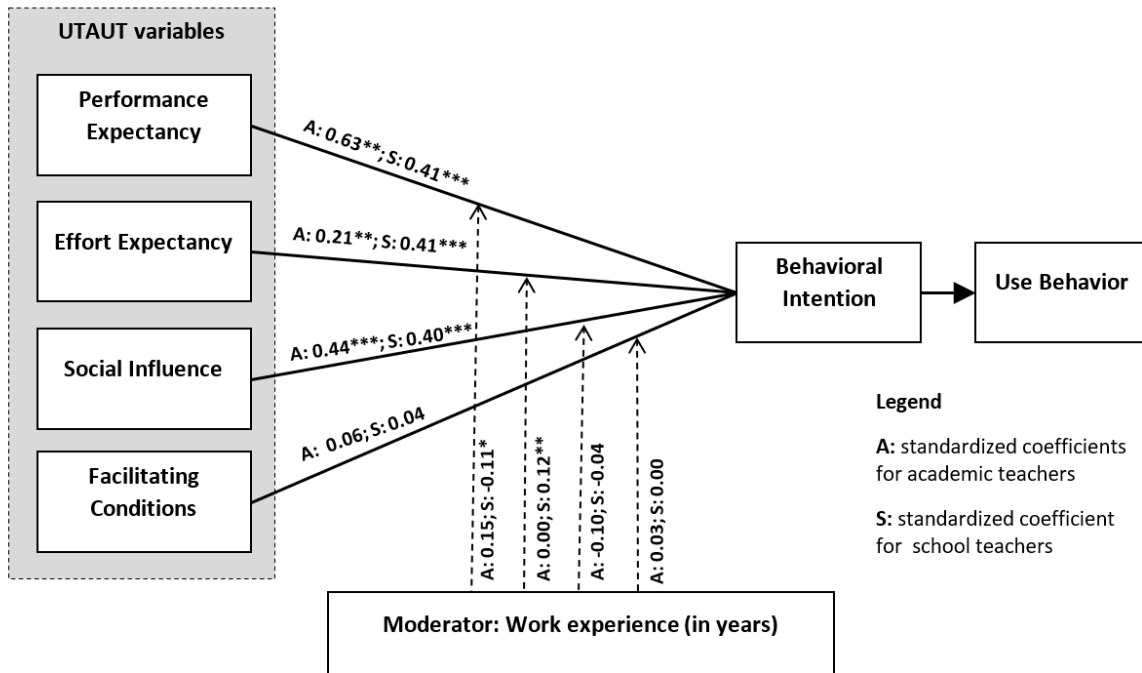 UTAUT variables
Performance
Expectancy
Effort Expectancy
Social Influence
Facilitating
Conditions
A: 0.63**; S: 0.41***
A: 0.21**; S: 0.41***
A: 0.44***; S: 0.40***
A: 0.06; S: 0.04
A: 0.15; S: -0.11*
A: 0.00; S: 0.12**
A: -0.10; S: -0.04
A: 0.03; S: 0.00
Behavioral
Intention
Use Behavior
Legend
A: standardized coefficients
for academic teachers
S: standardized coefficient
for school teachers
Moderator: Work experience (in years)